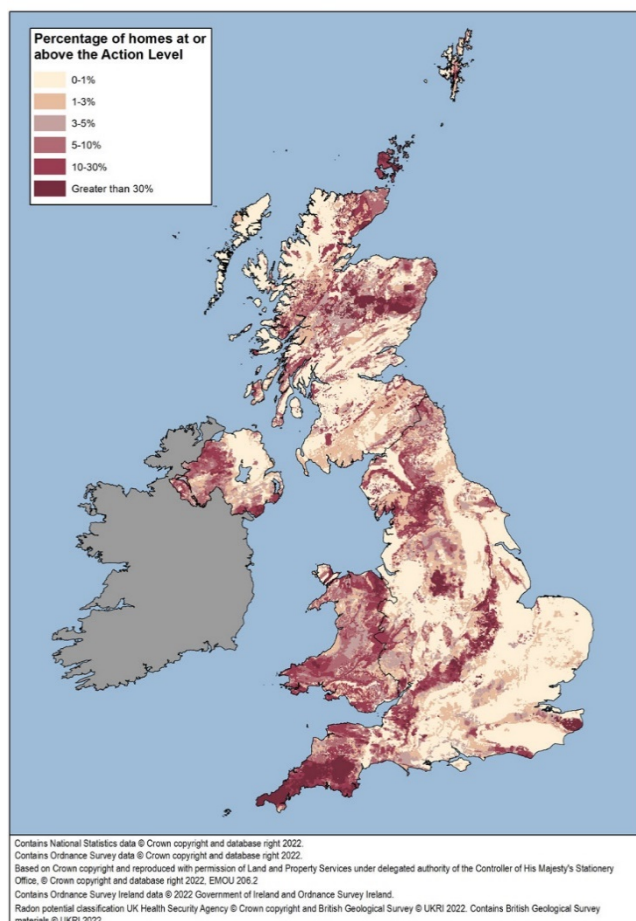 Percentage of homes at or
above the Action Level
0-1%
1-3%
3-5%
5-10%
10-30%
Greater than 30%
Contains National Statistics data © Crown copyright and database right 2022.
Contains Ordnance Survey data © Crown copyright and database right 2022.
Based on Crown copyright and reproduced with permission of Land and Property Services under delegated authority of the Controller of His Majesty's Stationery
Office, © Crown copyright and database right 2022, EMOU 206.2
Contains Ordnance Survey Ireland data © 2022 Government of Ireland and Ordnance Survey Ireland.
Radon potential classification UK Health Security Agency © Crown copyright and British Geological Survey © UKRI 2022. Contains British Geological Survey
materials © UKRI 2022